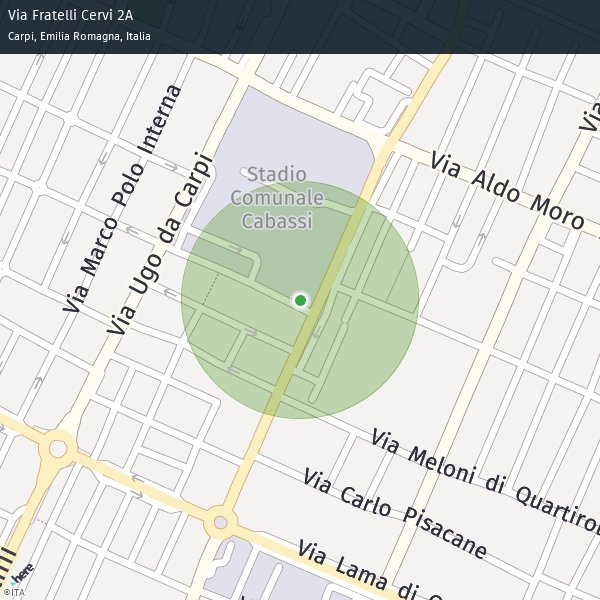 Via Fratelli Cervi 2A
Carpi, Emilia Romagna, Italia
Via Marco Polo Interna
Via Ugo da Carpi
Stadio
Comunale
Cabassi
Via Aldo Moro
Via
Via Meloni di Quartirol
Via Carlo Pisacane
Via Lama di
here
©ITA